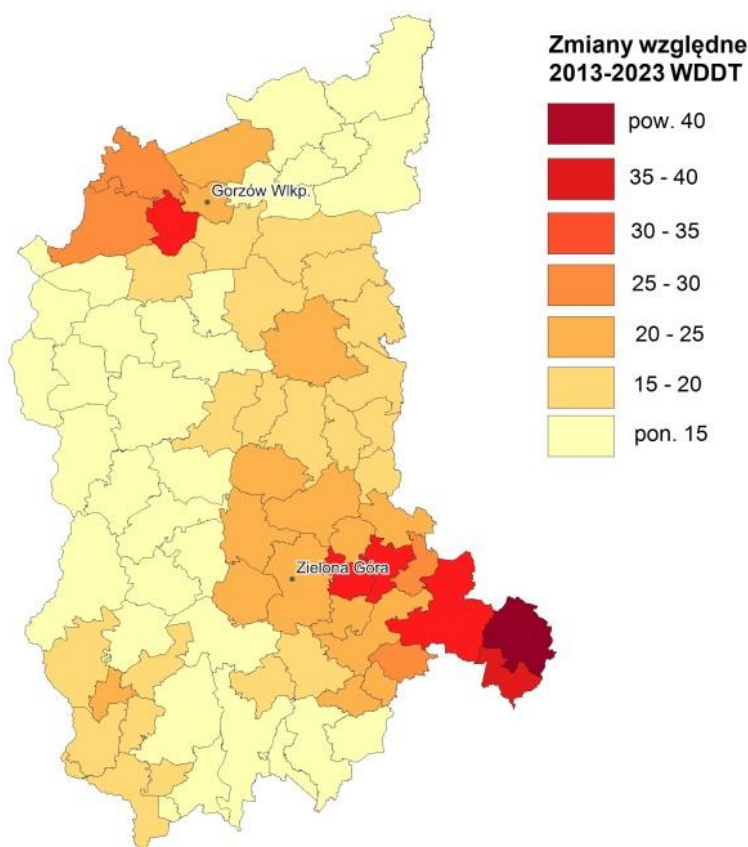 Zmiany względne
2013-2023 WDDT
pow. 40
35 - 40
30 - 35
25 - 30
20 - 25
15 - 20
pon. 15
Gorzów Wlkp.
Zielona Góra